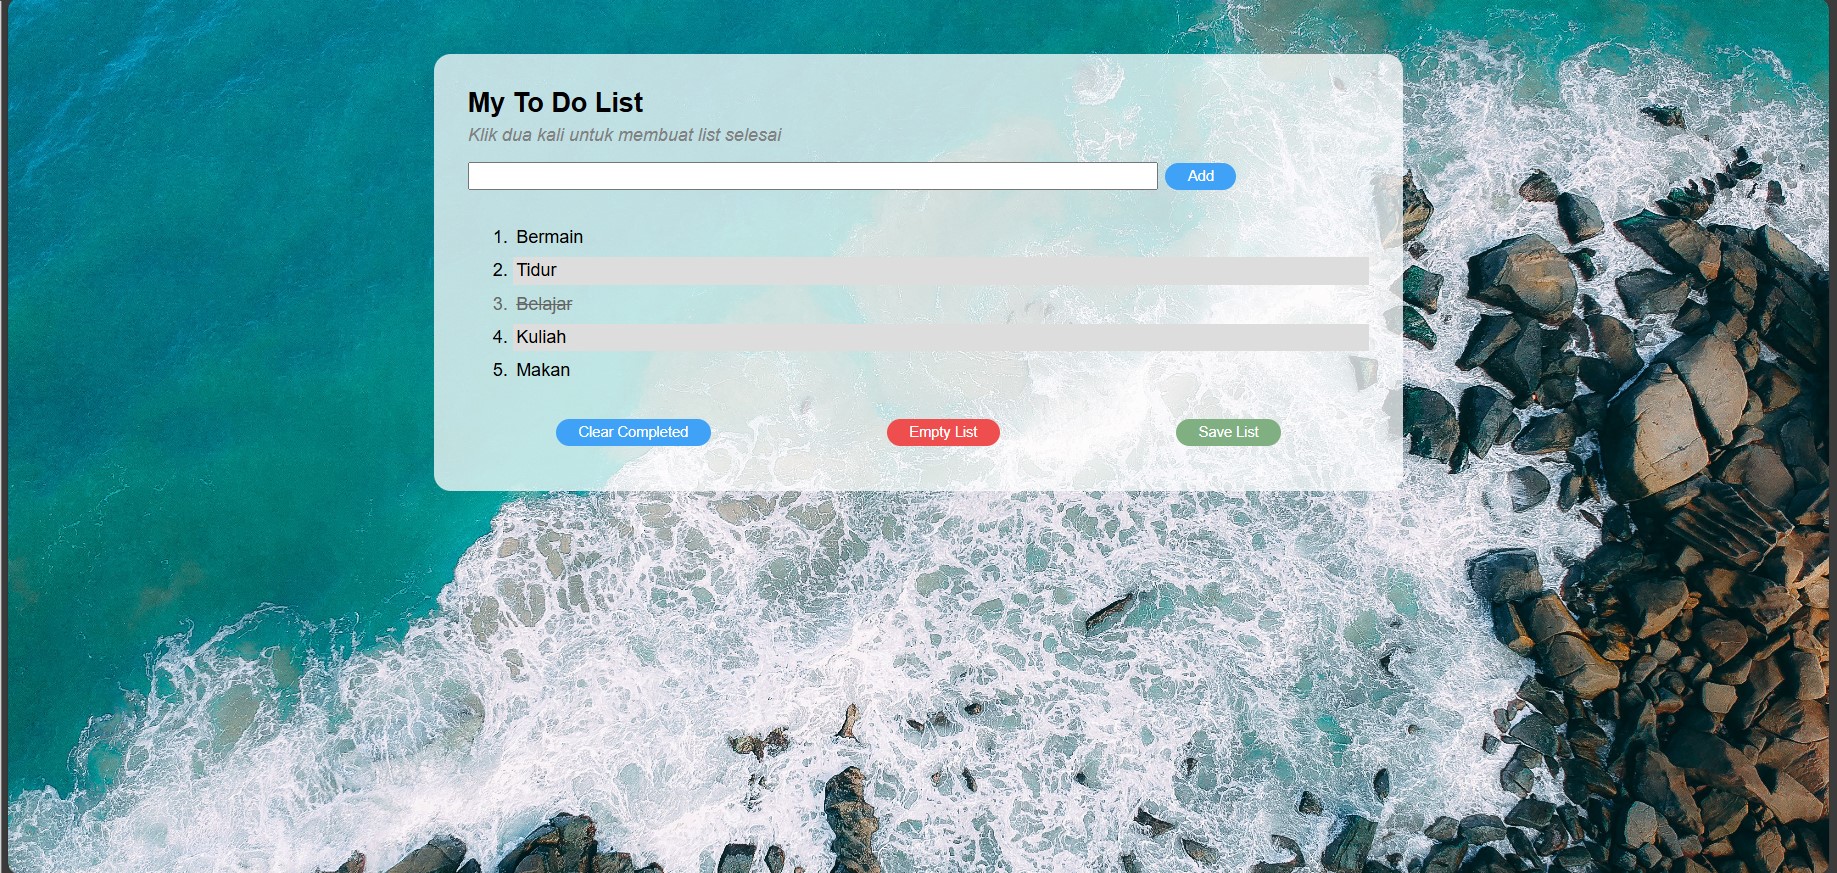 My To Do List
Klik dua kali untuk membuat list selesai
Add
1. Bermain
2. Tidur
3. Belajar
4. Kuliah
5. Makan
Clear Completed Empty List Save List